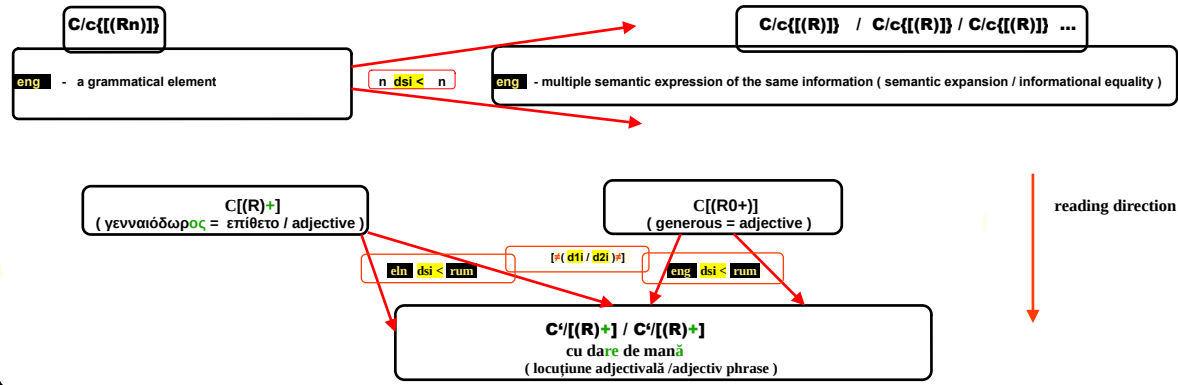 C/c{[(Rn)]}
C/c{[(R)]} / C/c{[(R)]} / C/c{[(R)]} ...
eng - a grammatical element
n dsi < n
eng - multiple semantic expression of the same information ( semantic expansion / informational equality )
C[(R)+]
( γενναιόδωρος = επίθετο / adjective )
C[(R0+)]
( generous = adjective )
reading direction
eln dsi < rum
[≠( d1i / d2i )≠]
eng dsi < rum
C‘/[(R)+] / C‘/[(R)+]
cu dare de mană
( locuțiune adjectivală /adjectiv phrase )